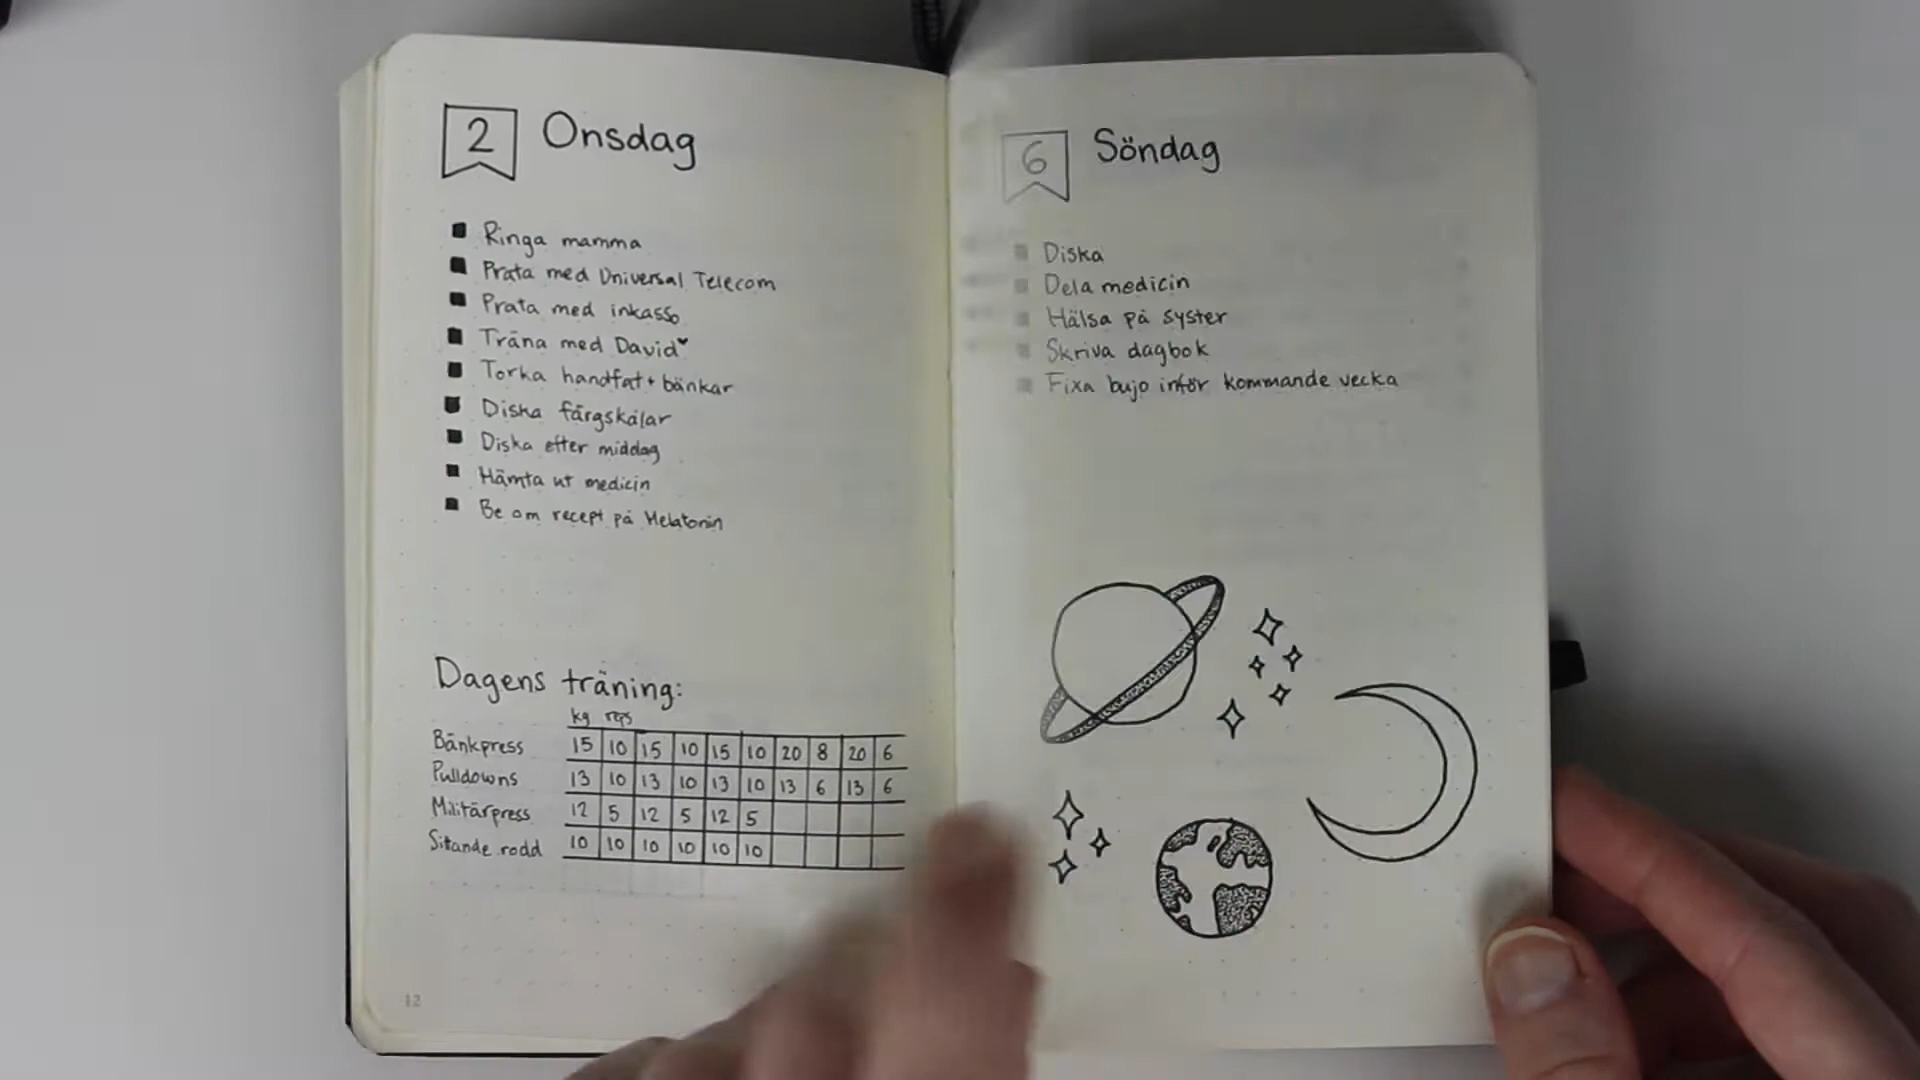 2 Onsdag
Ringa mamma
Prata med Universal Telecom
Prata med inkasso
Träna med David♥
Torka handfat + bänkar
Diska färgskålar
Diska efter middag
Hämta ut medicin
Be om recept på Melatonin
Dagens träning:
kg reps
Bänkpress 15 10 15 10 15 10 20 8 20 6
Pulldowns 13 10 13 10 13 10 13 6 13 6
Militärpress 12 5 12 5 12 5
Sitande rodd 10 10 10 10 10 10
12
6 Söndag
Diska
Dela medicin
Hälsa på syster
Skriva dagbok
Fixa bujo inför kommande vecka